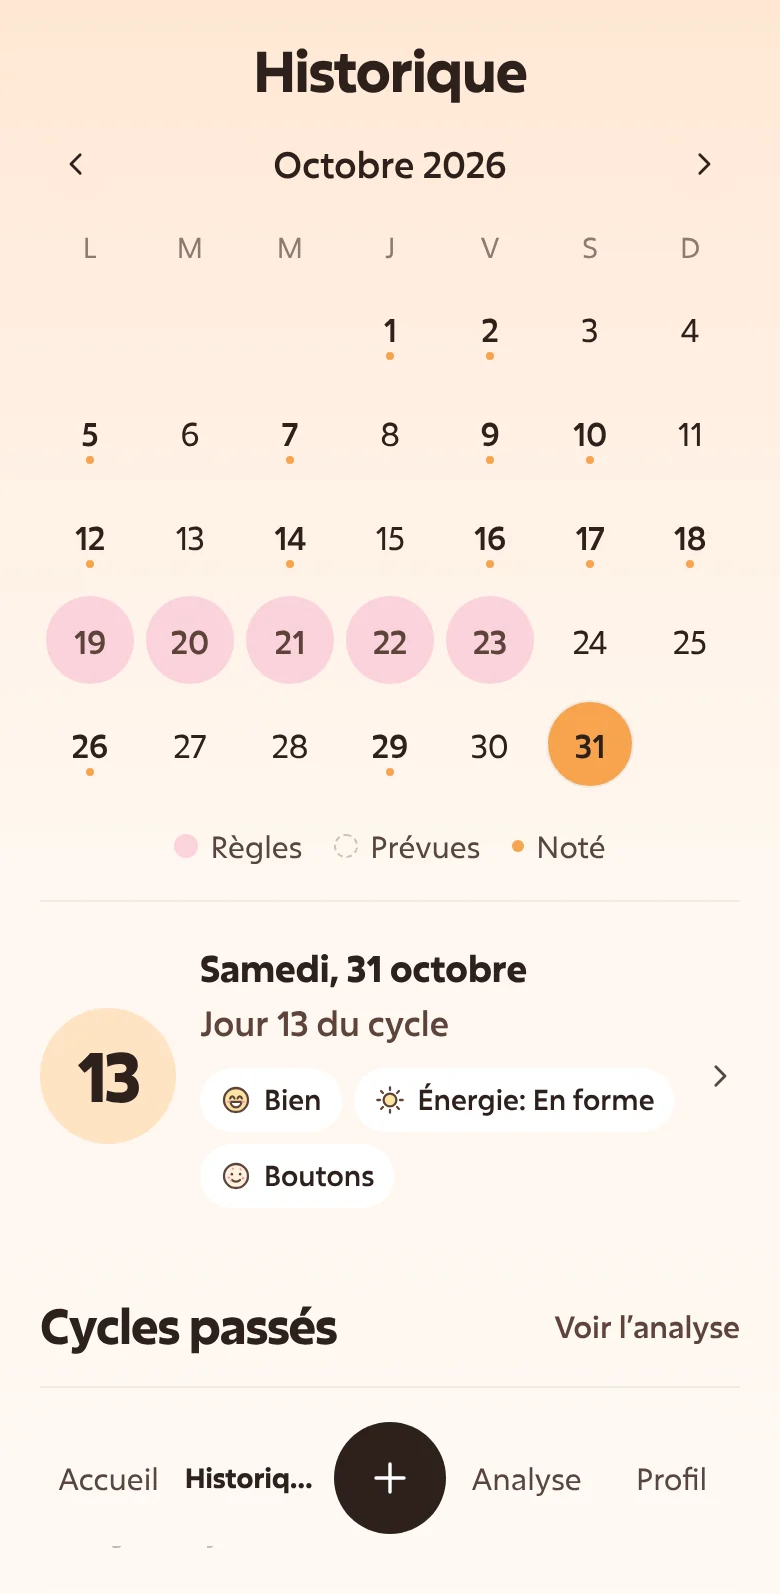 Historique
Octobre 2026
L M M J V S D
1 2 3 4
5 6 7 8 9 10 11
12 13 14 15 16 17 18
19 20 21 22 23 24 25
26 27 28 29 30 31
Règles Prévues Noté
Samedi, 31 octobre
Jour 13 du cycle
13
Bien Énergie: En forme
Boutons
Cycles passés Voir l’analyse
Accueil Historiq... + Analyse Profil